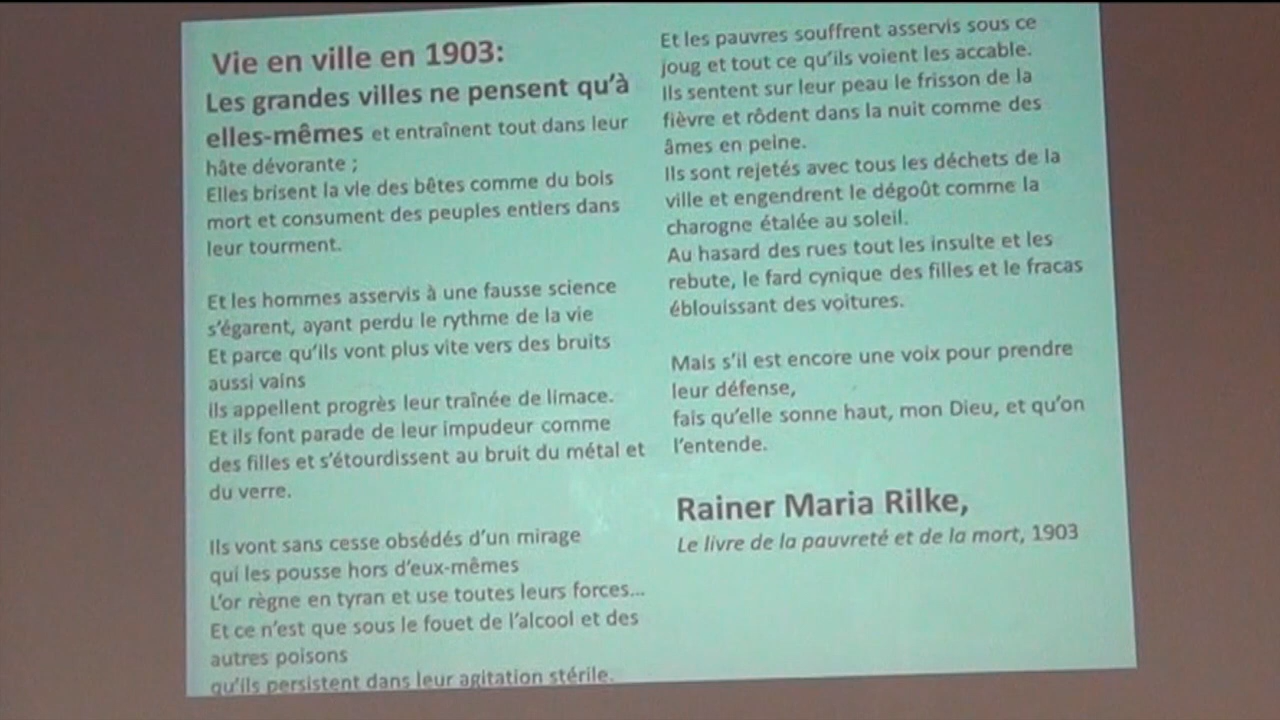 Vie en ville en 1903:
Les grandes villes ne pensent qu'à
elles-mêmes et entraînent tout dans leur
hâte dévorante ;
Elles brisent la vie des bêtes comme du bois
mort et consument des peuples entiers dans
leur tourment.
Et les hommes asservis à une fausse science
s'égarent, ayant perdu le rythme de la vie
Et parce qu'ils vont plus vite vers des bruits
aussi vains
ils appellent progrès leur traînée de limace.
Et ils font parade de leur impudeur comme
des filles et s'étourdissent au bruit du métal et
du verre.
Ils vont sans cesse obsédés d'un mirage
qui les pousse hors d'eux-mêmes
L'or règne en tyran et use toutes leurs forces...
Et ce n'est que sous le fouet de l'alcool et des
autres poisons
qu'ils persistent dans leur agitation stérile.
Et les pauvres souffrent asservis sous ce
joug et tout ce qu'ils voient les accable.
Ils sentent sur leur peau le frisson de la
fièvre et rôdent dans la nuit comme des
âmes en peine.
Ils sont rejetés avec tous les déchets de la
ville et engendrent le dégoût comme la
charogne étalée au soleil.
Au hasard des rues tout les insulte et les
rebute, le fard cynique des filles et le fracas
éblouissant des voitures.
Mais s'il est encore une voix pour prendre
leur défense,
fais qu'elle sonne haut, mon Dieu, et qu'on
l'entende.
Rainer Maria Rilke,
Le livre de la pauvreté et de la mort, 1903